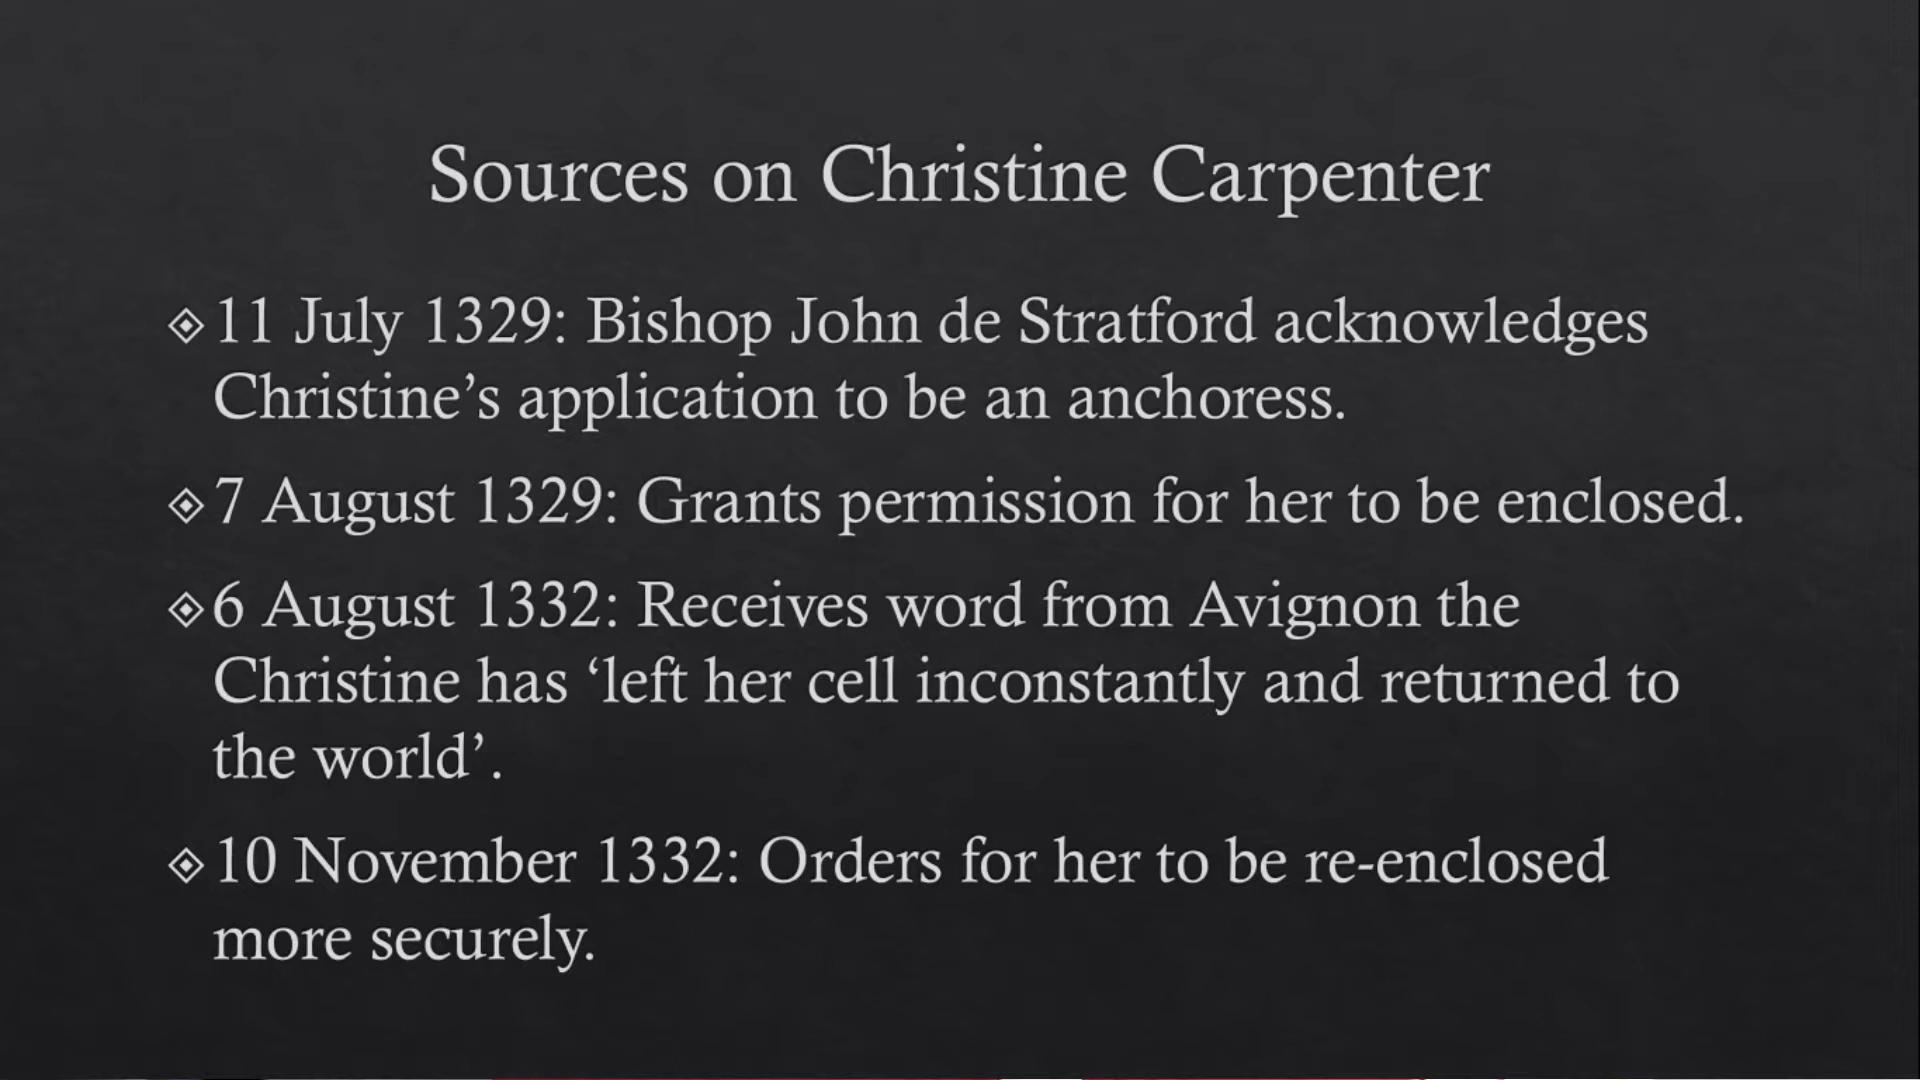 Sources on Christine Carpenter
11 July 1329: Bishop John de Stratford acknowledges
Christine’s application to be an anchoress.
7 August 1329: Grants permission for her to be enclosed.
6 August 1332: Receives word from Avignon the
Christine has ‘left her cell inconstantly and returned to
the world’.
10 November 1332: Orders for her to be re-enclosed
more securely.